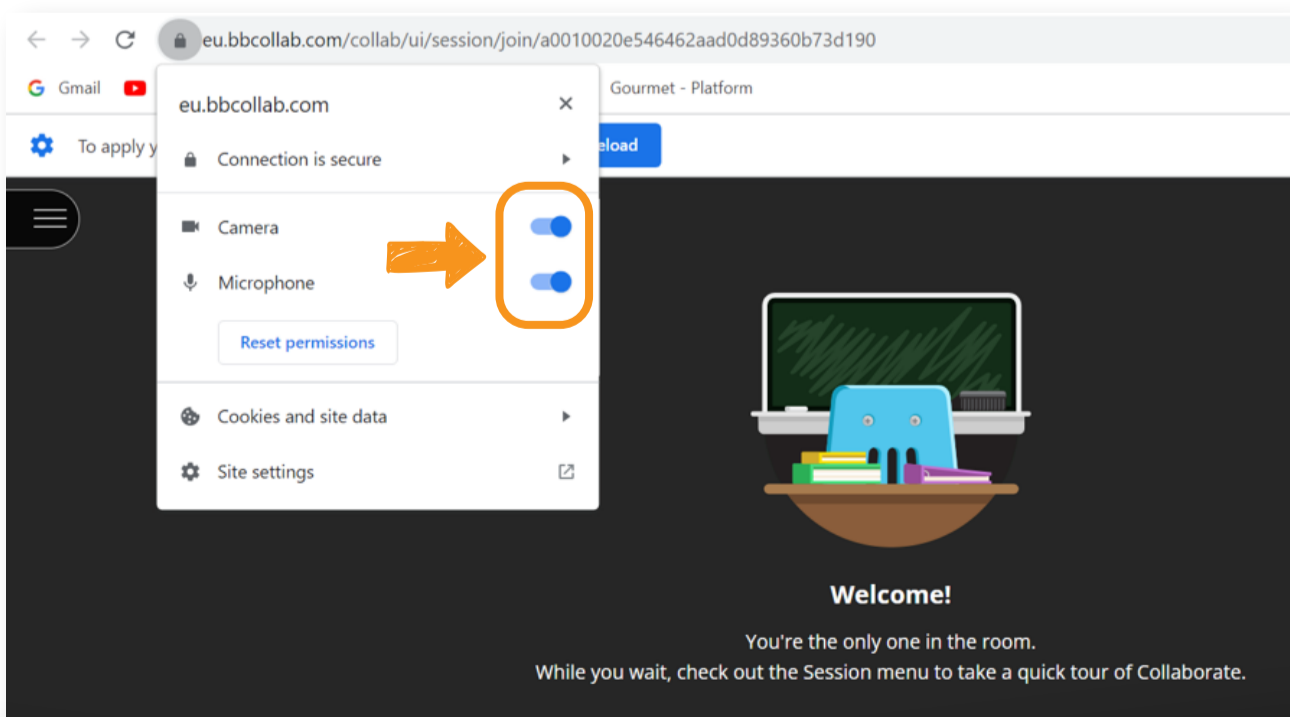 eu.bbcollab.com/collab/ui/session/join/a0010020e546462aad0d89360b73d190
Gmail
Gourmet - Platform
eu.bbcollab.com
To apply
Connection is secure
Camera
Microphone
Reset permissions
Cookies and site data
Site settings
Welcome!
You're the only one in the room.
While you wait, check out the Session menu to take a quick tour of Collaborate.